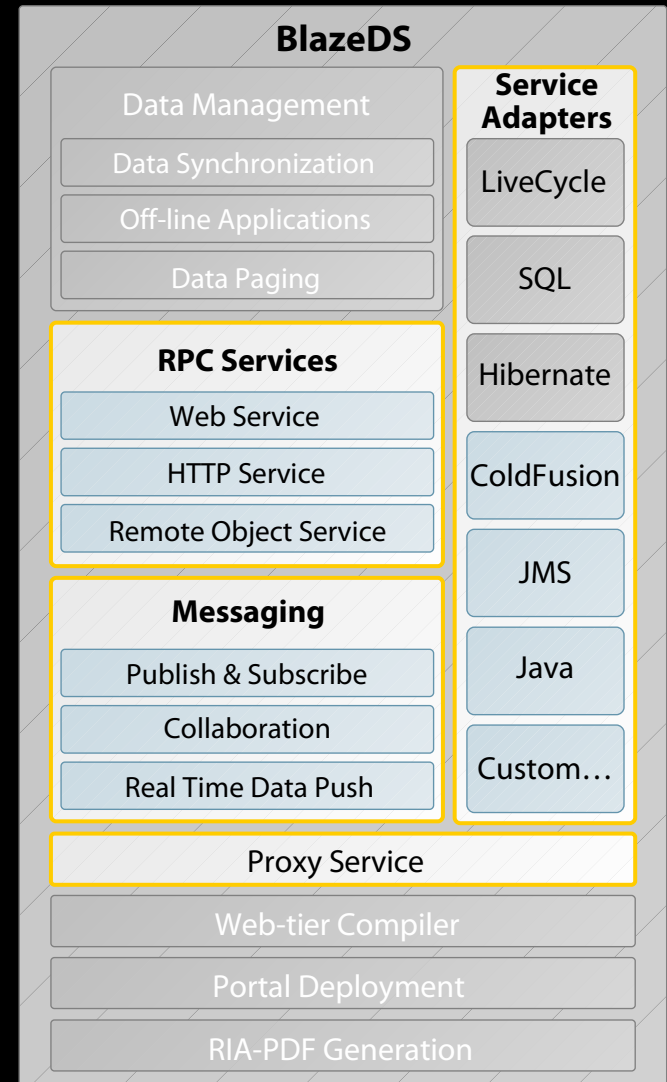 BlazeDS
Data Management
Data Synchronization
Off-line Applications
Data Paging
RPC Services
Web Service
HTTP Service
Remote Object Service
Messaging
Publish & Subscribe
Collaboration
Real Time Data Push
Service
Adapters
LiveCycle
SQL
Hibernate
ColdFusion
JMS
Java
Custom…
Proxy Service
Web-tier Compiler
Portal Deployment
RIA-PDF Generation